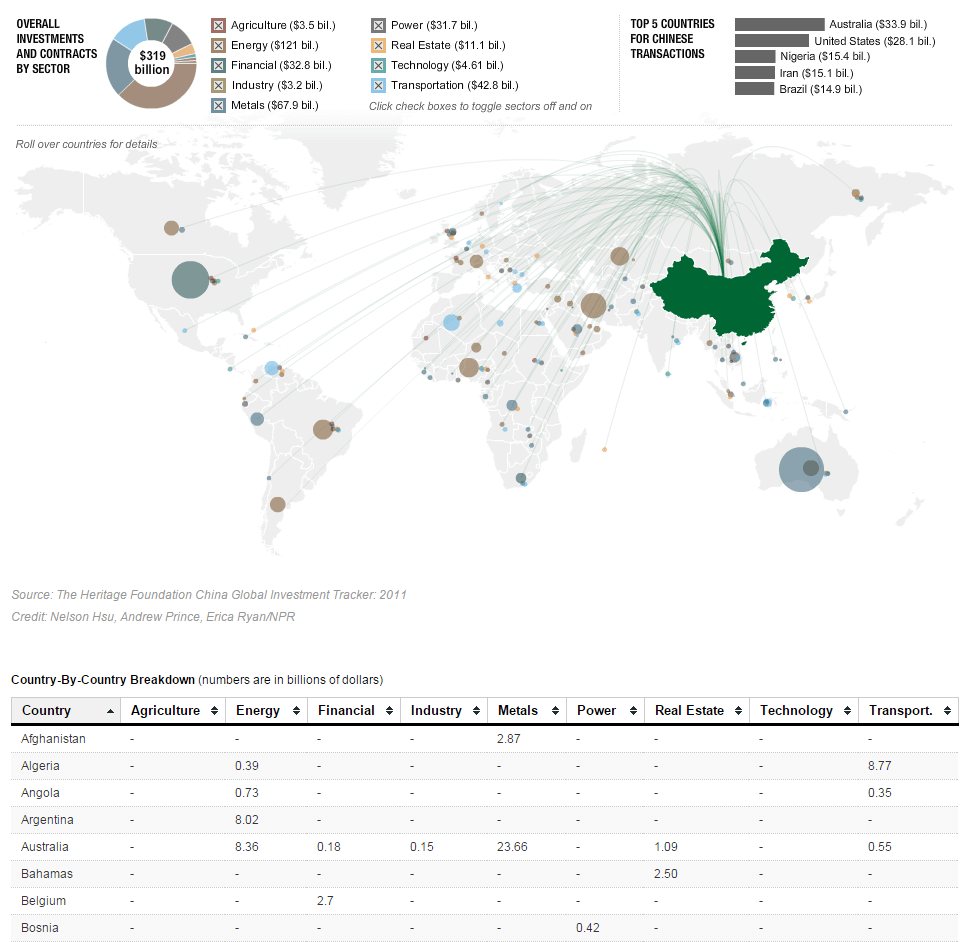 OVERALL
INVESTMENTS
AND CONTRACTS
BY SECTOR
$319
billion
Agriculture ($3.5 bil.)
Energy ($121 bil.)
Financial ($32.8 bil.)
Industry ($3.2 bil.)
Metals ($67.9 bil.)
Power ($31.7 bil.)
Real Estate ($11.1 bil.)
Technology ($4.61 bil.)
Transportation ($42.8 bil.)
Click check boxes to toggle sectors off and on
TOP 5 COUNTRIES
FOR CHINESE
TRANSACTIONS
Australia ($33.9 bil.)
United States ($28.1 bil.)
Nigeria ($15.4 bil.)
Iran ($15.1 bil.)
Brazil ($14.9 bil.)
Roll over countries for details
Source: The Heritage Foundation China Global Investment Tracker: 2011
Credit: Nelson Hsu, Andrew Prince, Erica Ryan/NPR
Country-By-Country Breakdown (numbers are in billions of dollars)
Country Agriculture Energy Financial Industry Metals Power Real Estate Technology Transport.
Afghanistan - - - - 2.87 - - - -
Algeria - 0.39 - - - - - - 8.77
Angola - 0.73 - - - - - - 0.35
Argentina - 8.02 - - - - - - -
Australia - 8.36 0.18 0.15 23.66 - 1.09 - 0.55
Bahamas - - - - - - 2.50 - -
Belgium - - 2.7 - - - - - -
Bosnia - - - - - 0.42 - - -